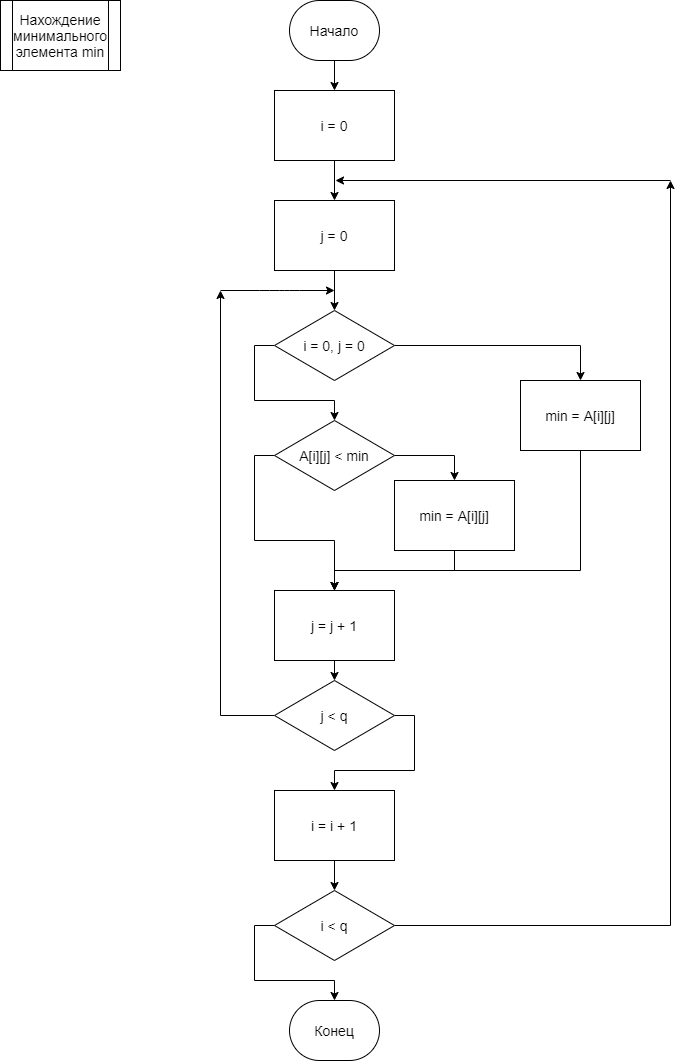 Нахождение
минимального
элемента min
Начало
i = 0
j = 0
i = 0, j = 0
min = A[i][j]
A[i][j] < min
min = A[i][j]
j = j + 1
j < q
i = i + 1
i < q
Конец